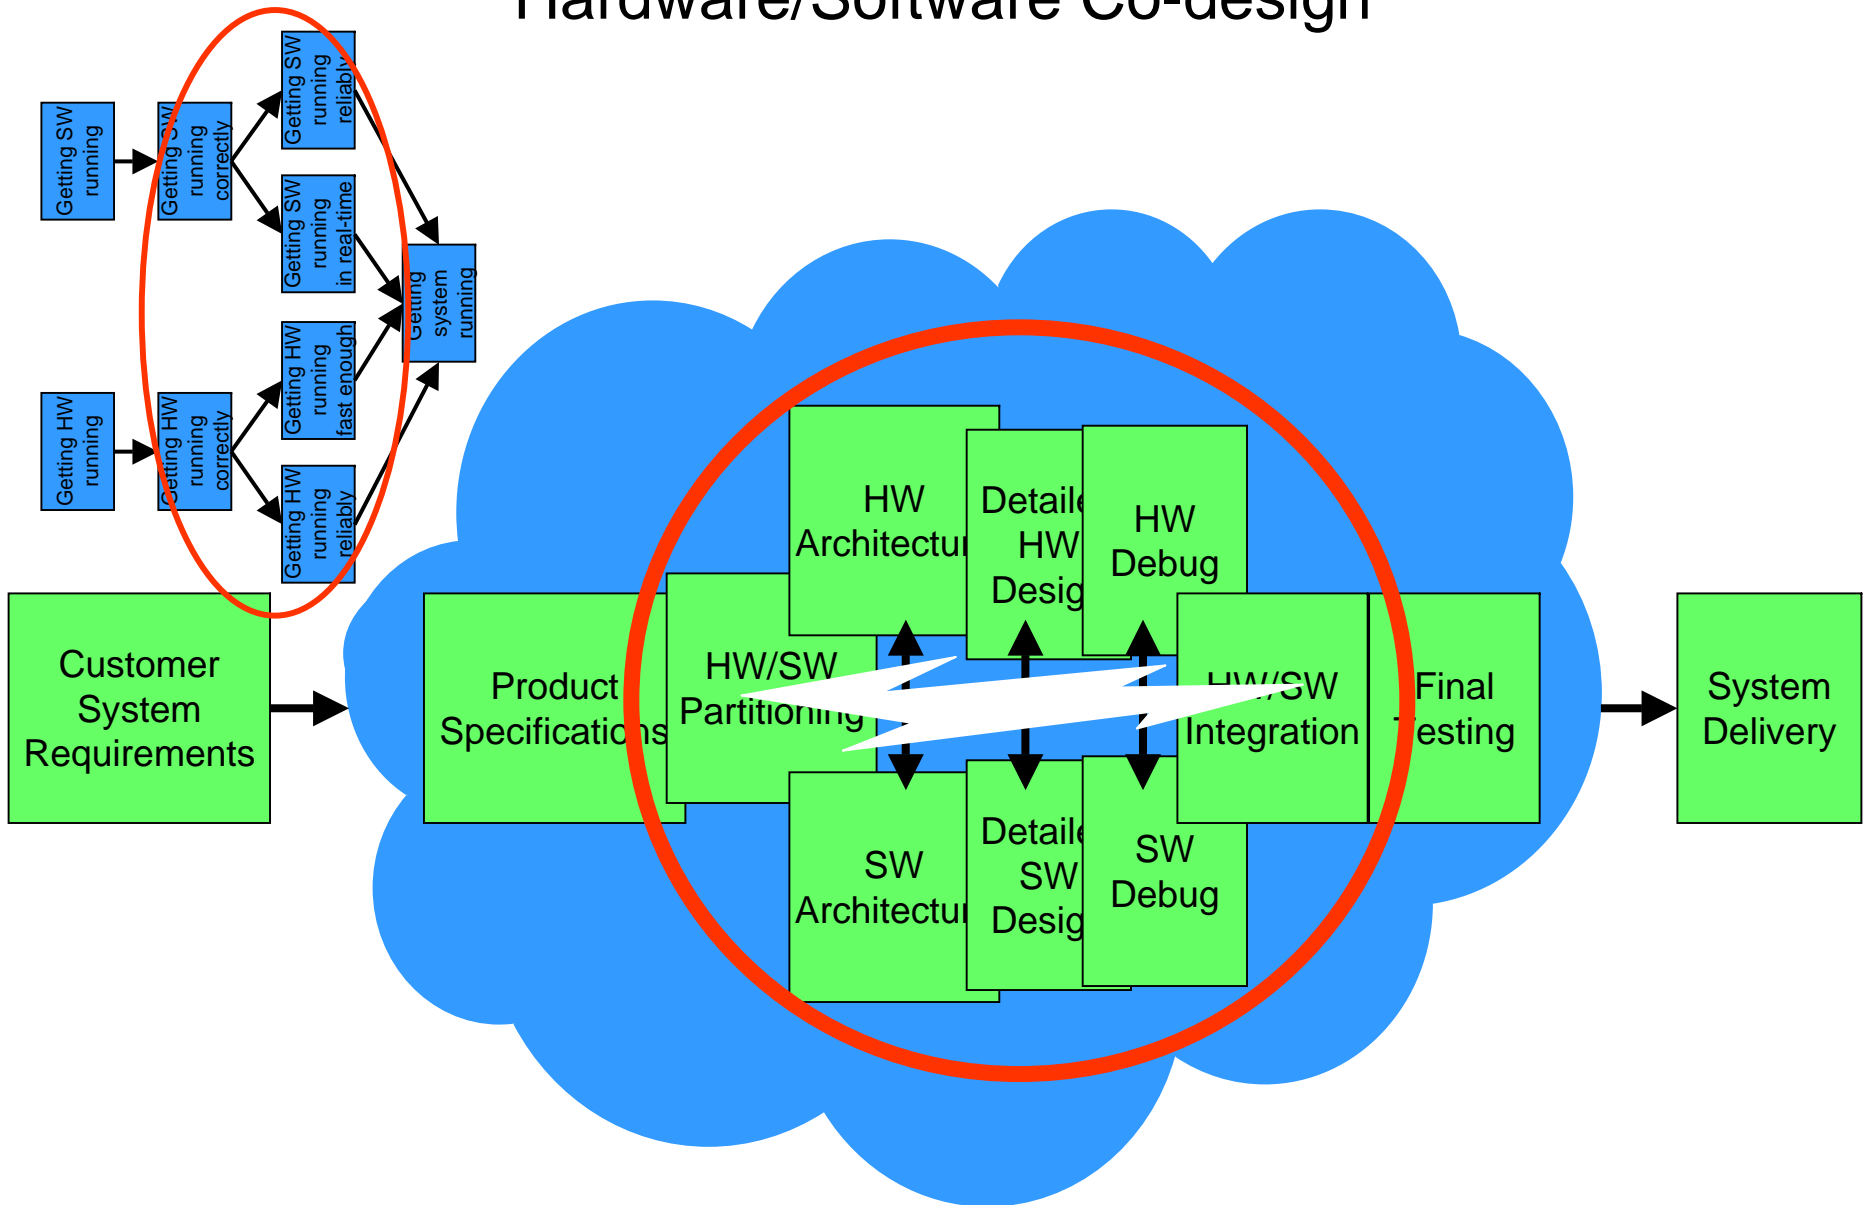 Hardware/Software Co-design
Getting SW
running
Getting SW
running
correctly
Getting SW
running
reliably
Getting SW
running
in real-time
Getting HW
running
fast enough
Getting HW
running
reliably
Getting HW
running
Getting HW
running
correctly
Getting
system
running
Customer
System
Requirements
Product
Specifications
HW/SW
Partitioning
HW
Architectur
Detaile
HW
Desig
HW
Debug
SW
Architectur
Detaile
SW
Desig
SW
Debug
HW/SW
Integration
Final
Testing
System
Delivery